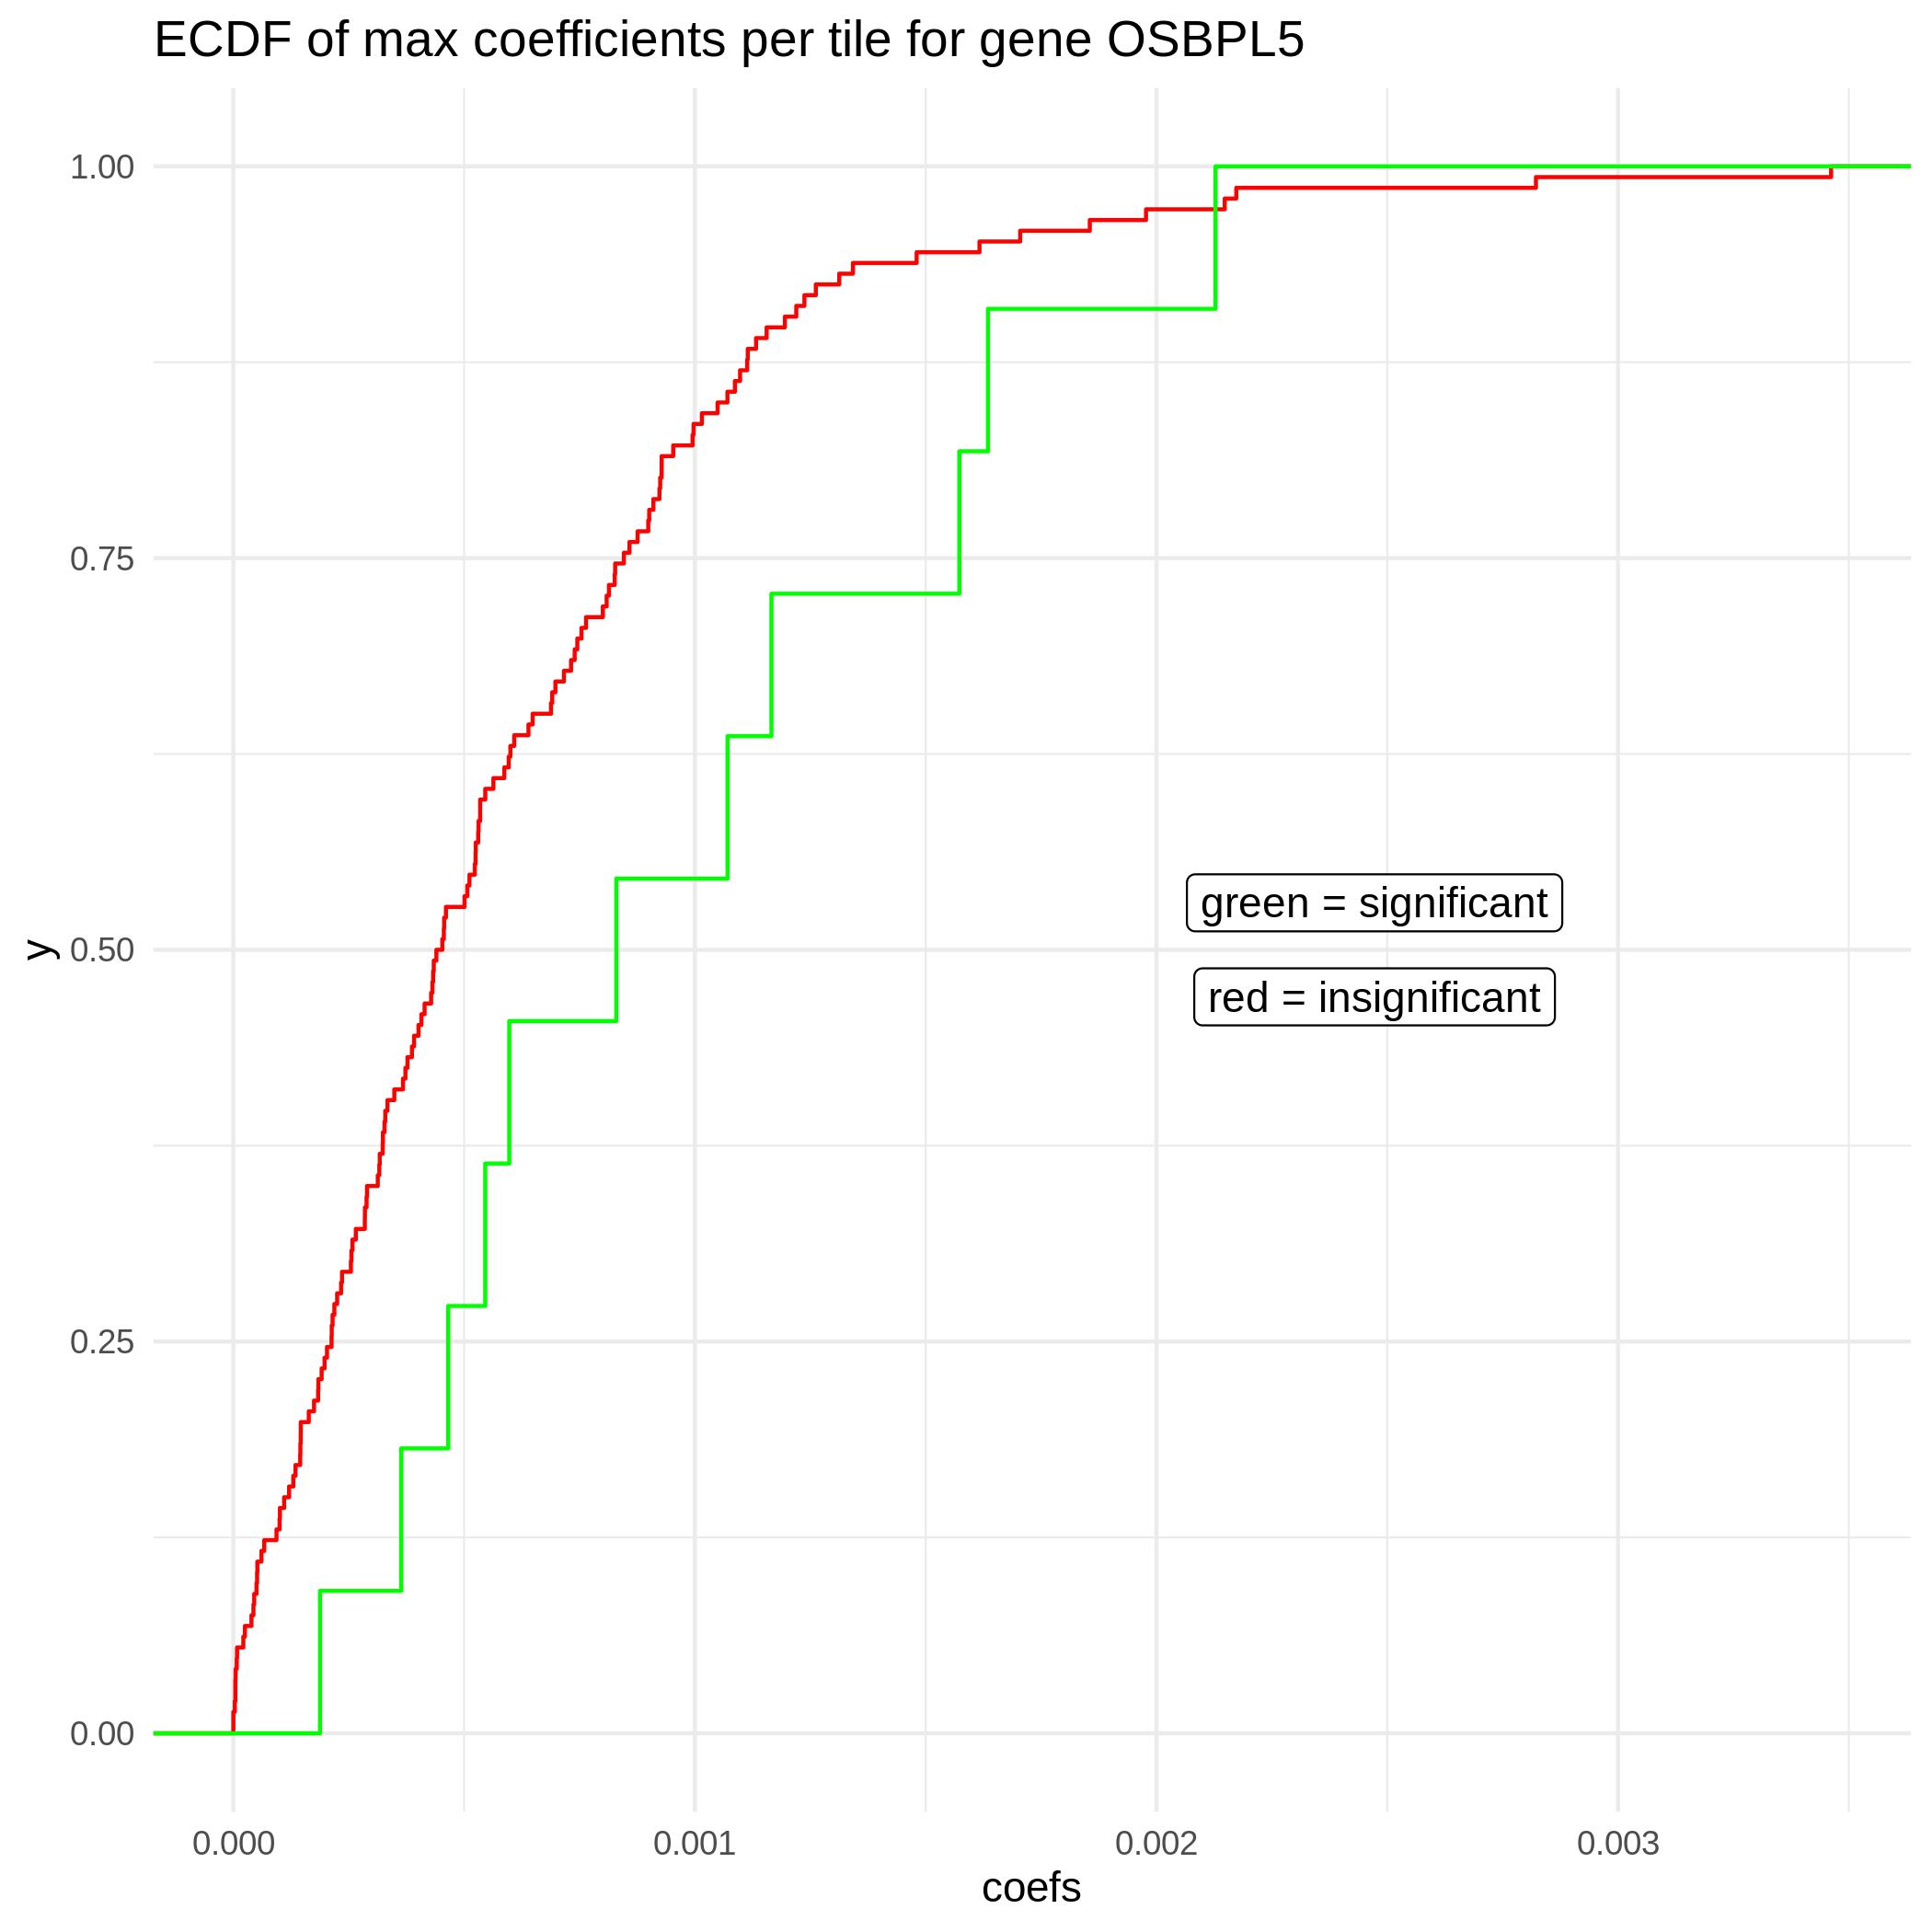 ECDF of max coefficients per tile for gene OSBPL5
1.00
0.75
0.50
0.25
0.00
y
green = significant
red = insignificant
0.000 0.001 0.002 0.003
coefs